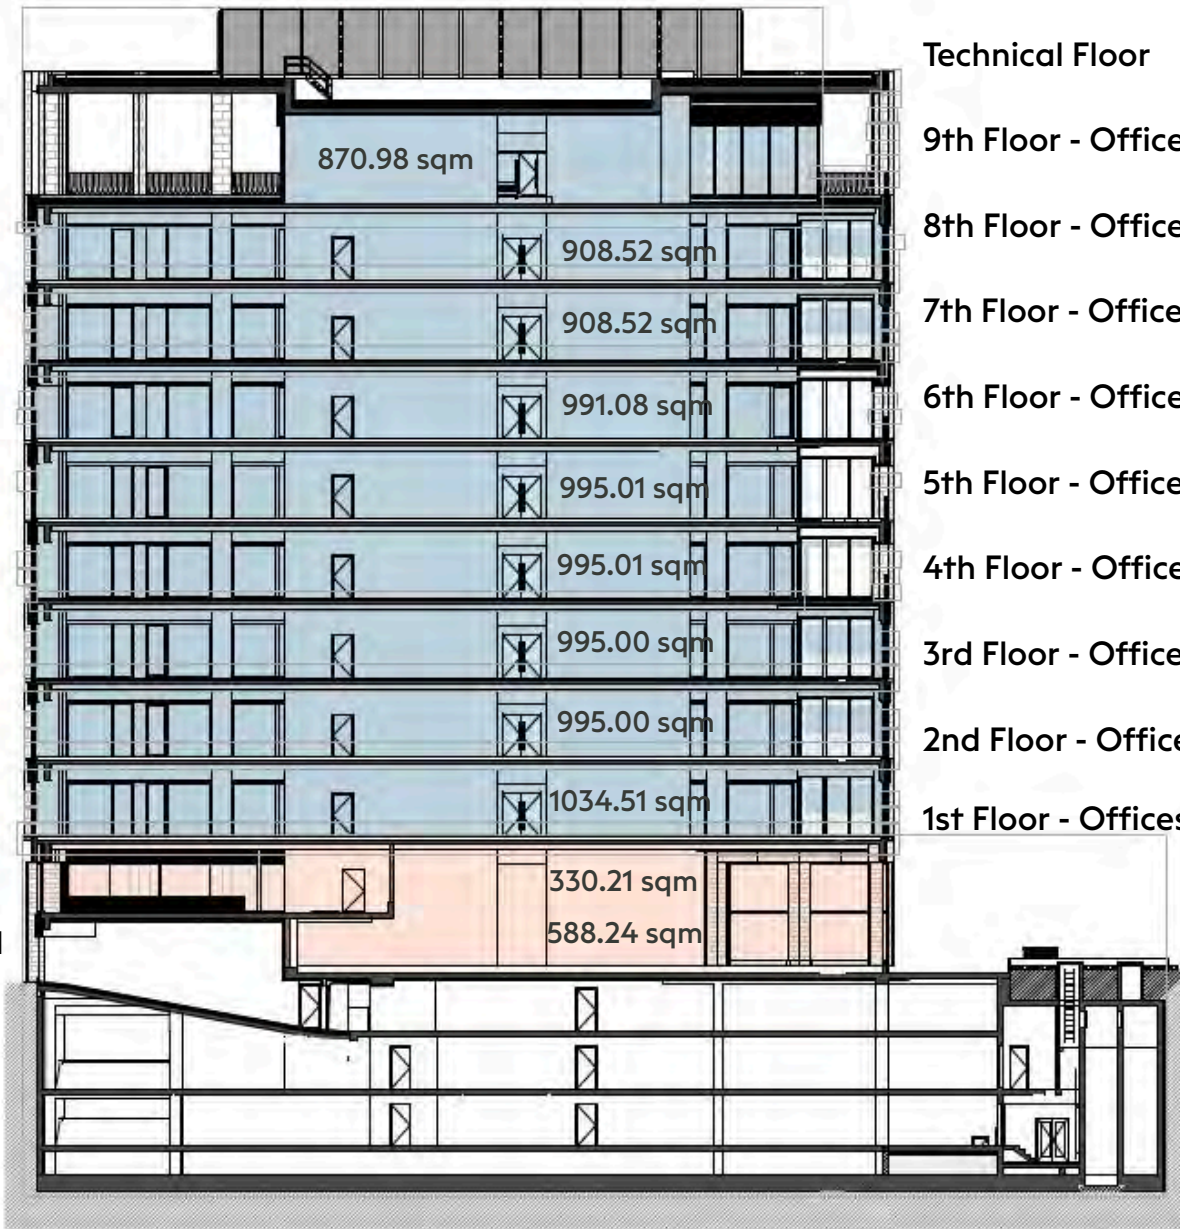 Technical Floor
9th Floor - Office
870.98 sqm
8th Floor - Office
908.52 sqm
7th Floor - Office
908.52 sqm
6th Floor - Office
991.08 sqm
5th Floor - Office
995.01 sqm
4th Floor - Office
995.01 sqm
3rd Floor - Office
995.00 sqm
2nd Floor - Office
995.00 sqm
1st Floor - Offices
1034.51 sqm
330.21 sqm
588.24 sqm